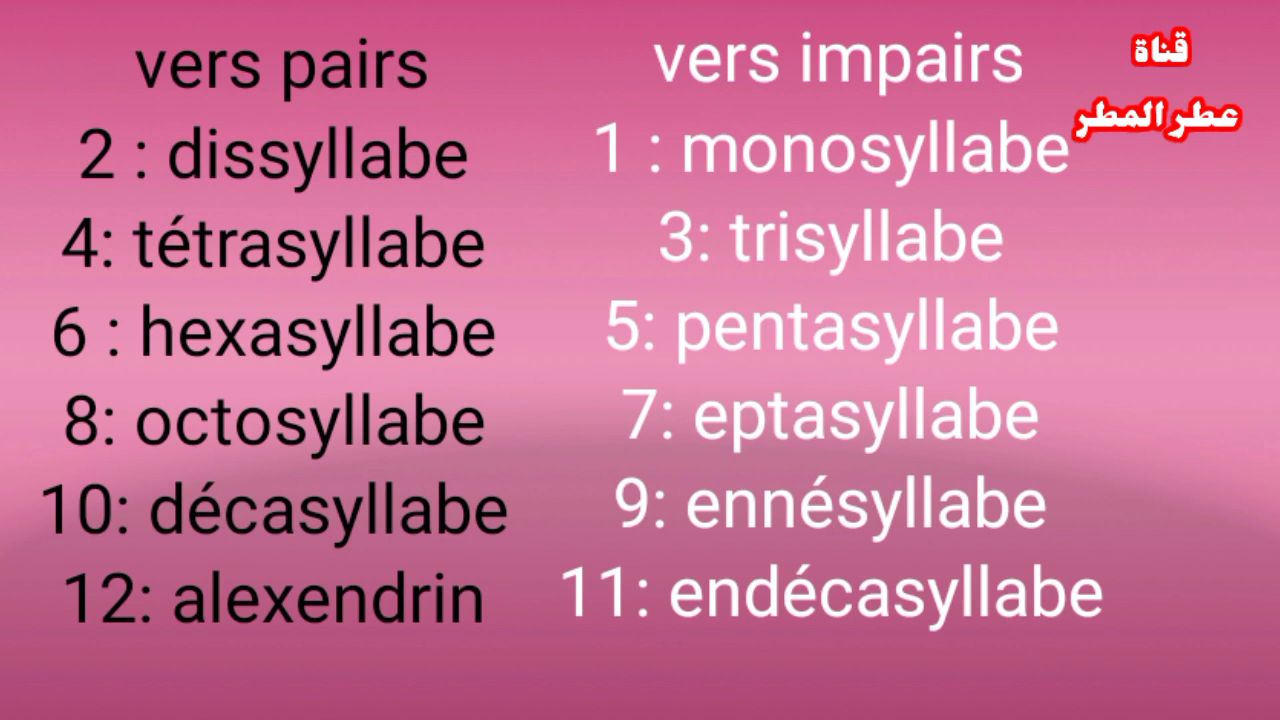 vers pairs
2 : dissyllabe
4: tétrasyllabe
6 : hexasyllabe
8: octosyllabe
10: décasyllabe
12: alexendrin
vers impairs
1 : monosyllabe
3: trisyllabe
5: pentasyllabe
7: eptasyllabe
9: ennésyllabe
11: endécasyllabe
قناة
عطر المطر